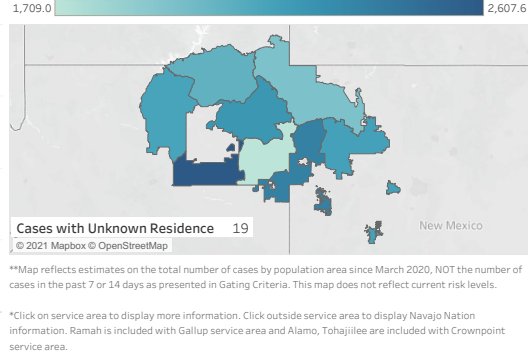 1,709.0 2,607.6
New Mexico
Cases with Unknown Residence 19
© 2021 Mapbox © OpenStreetMap
**Map reflects estimates on the total number of cases by population area since March 2020, NOT the number of
cases in the past 7 or 14 days as presented in Gating Criteria. This map does not reflect current risk levels.
*Click on service area to display more information. Click outside service area to display Navajo Nation
information. Ramah is included with Gallup service area and Alamo, Tohajiilee are included with Crownpoint
service area.